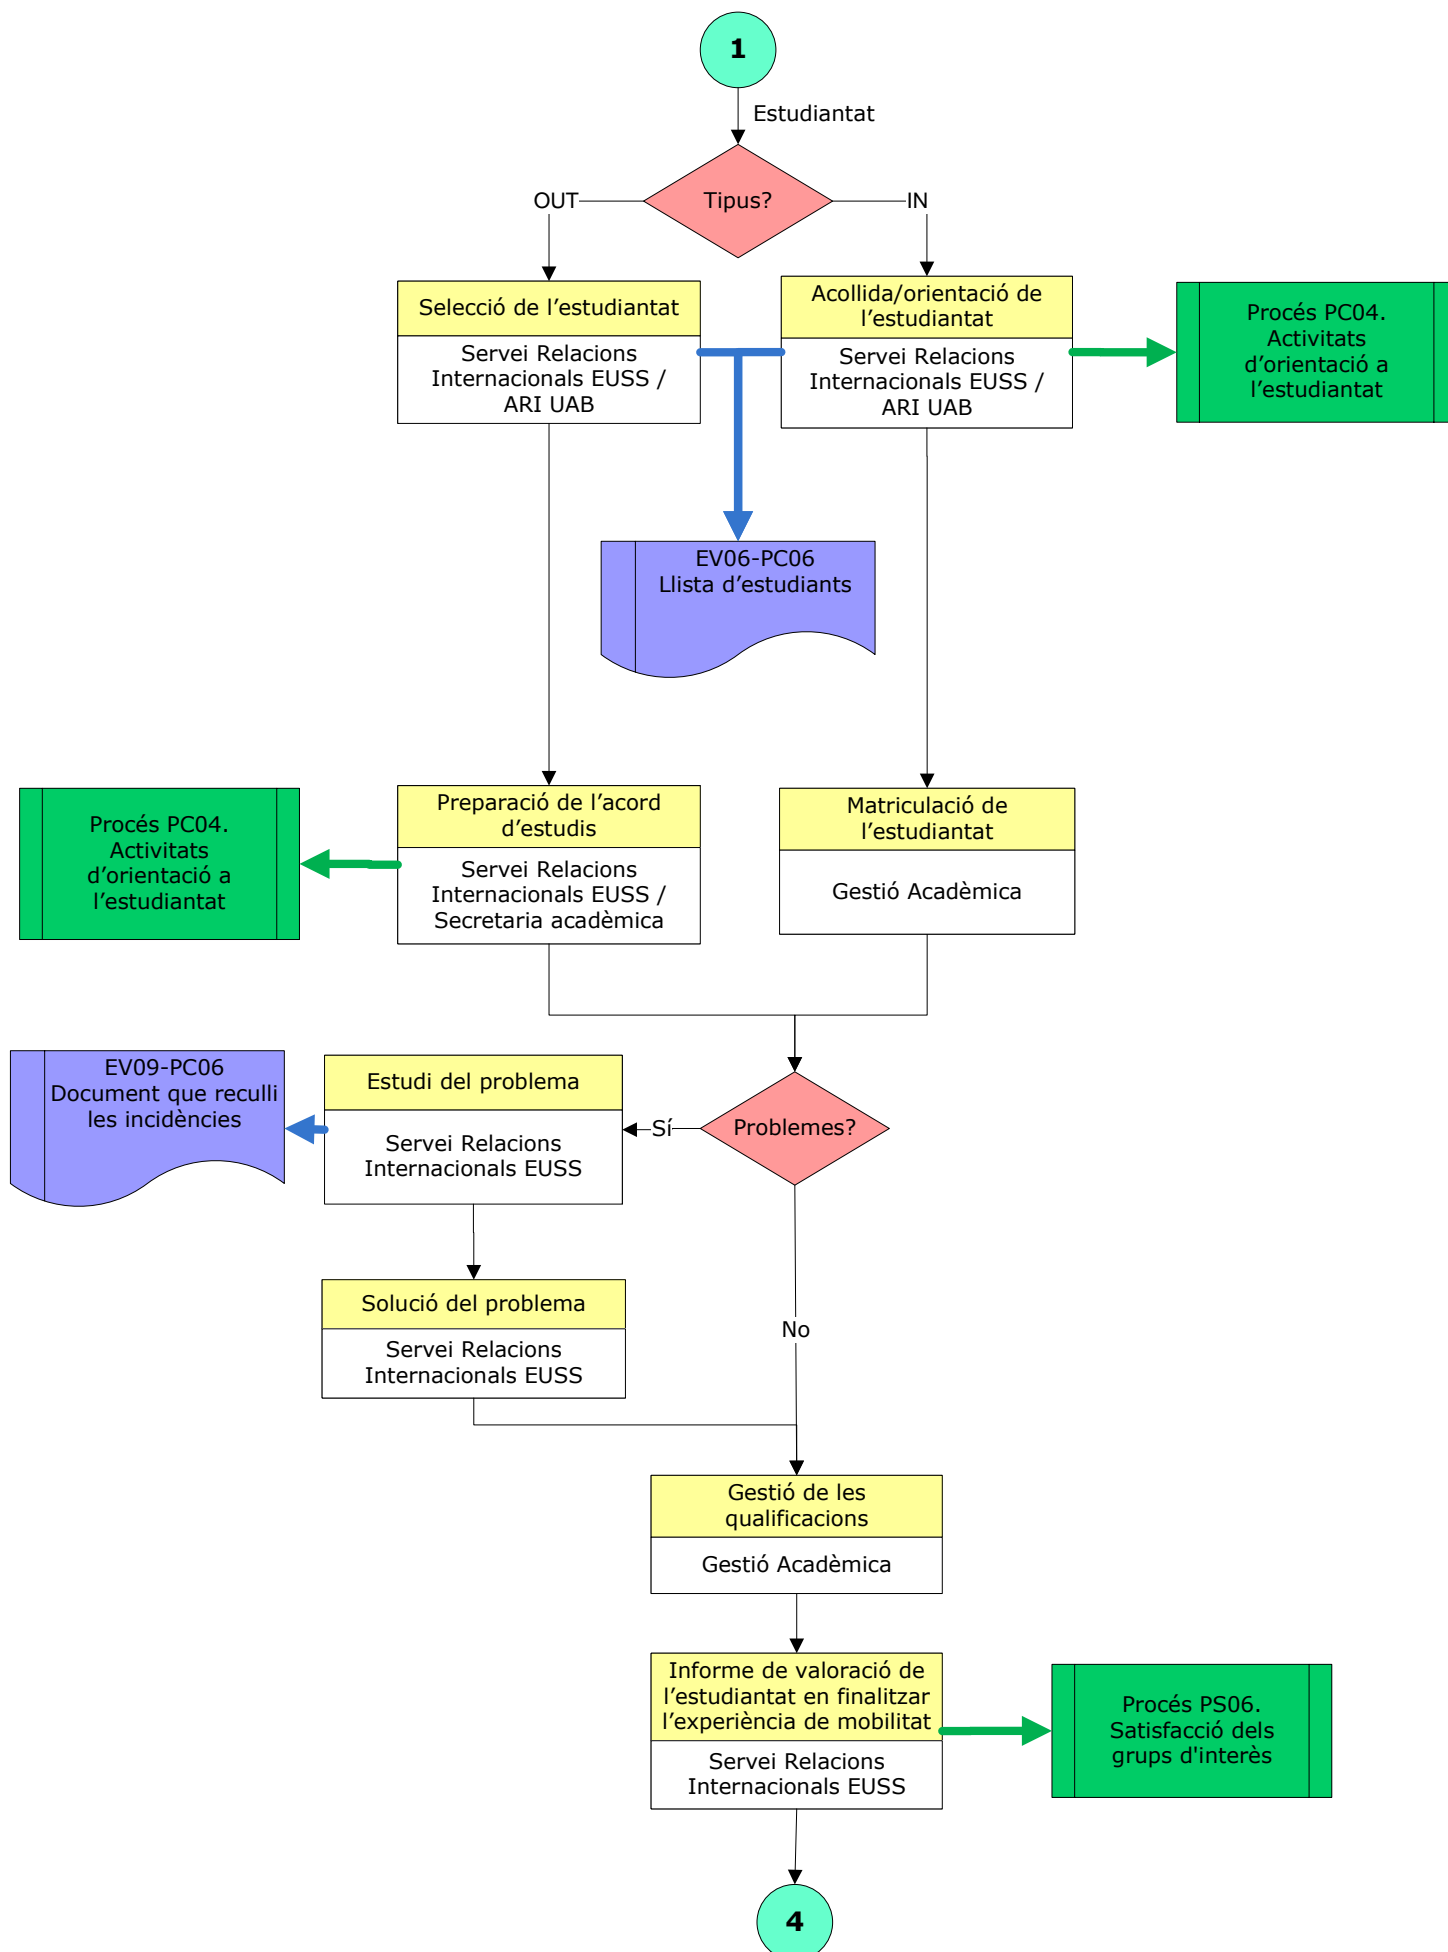 1
Estudiantat
Tipus?
OUT
IN
Selecció de l’estudiantat
Servei Relacions
Internacionals EUSS /
ARI UAB
Acollida/orientació de
l’estudiantat
Servei Relacions
Internacionals EUSS /
ARI UAB
Procés PC04.
Activitats
d’orientació a
l’estudiantat
EV06-PC06
Llista d’estudiants
Procés PC04.
Activitats
d’orientació a
l’estudiantat
Preparació de l’acord
d’estudis
Servei Relacions
Internacionals EUSS /
Secretaria acadèmica
Matriculació de
l’estudiantat
Gestió Acadèmica
EV09-PC06
Document que reculli
les incidències
Estudi del problema
Servei Relacions
Internacionals EUSS
Sí
Problemes?
Solució del problema
Servei Relacions
Internacionals EUSS
No
Gestió de les
qualificacions
Gestió Acadèmica
Informe de valoració de
l’estudiantat en finalitzar
l’experiència de mobilitat
Servei Relacions
Internacionals EUSS
Procés PS06.
Satisfacció dels
grups d'interès
4